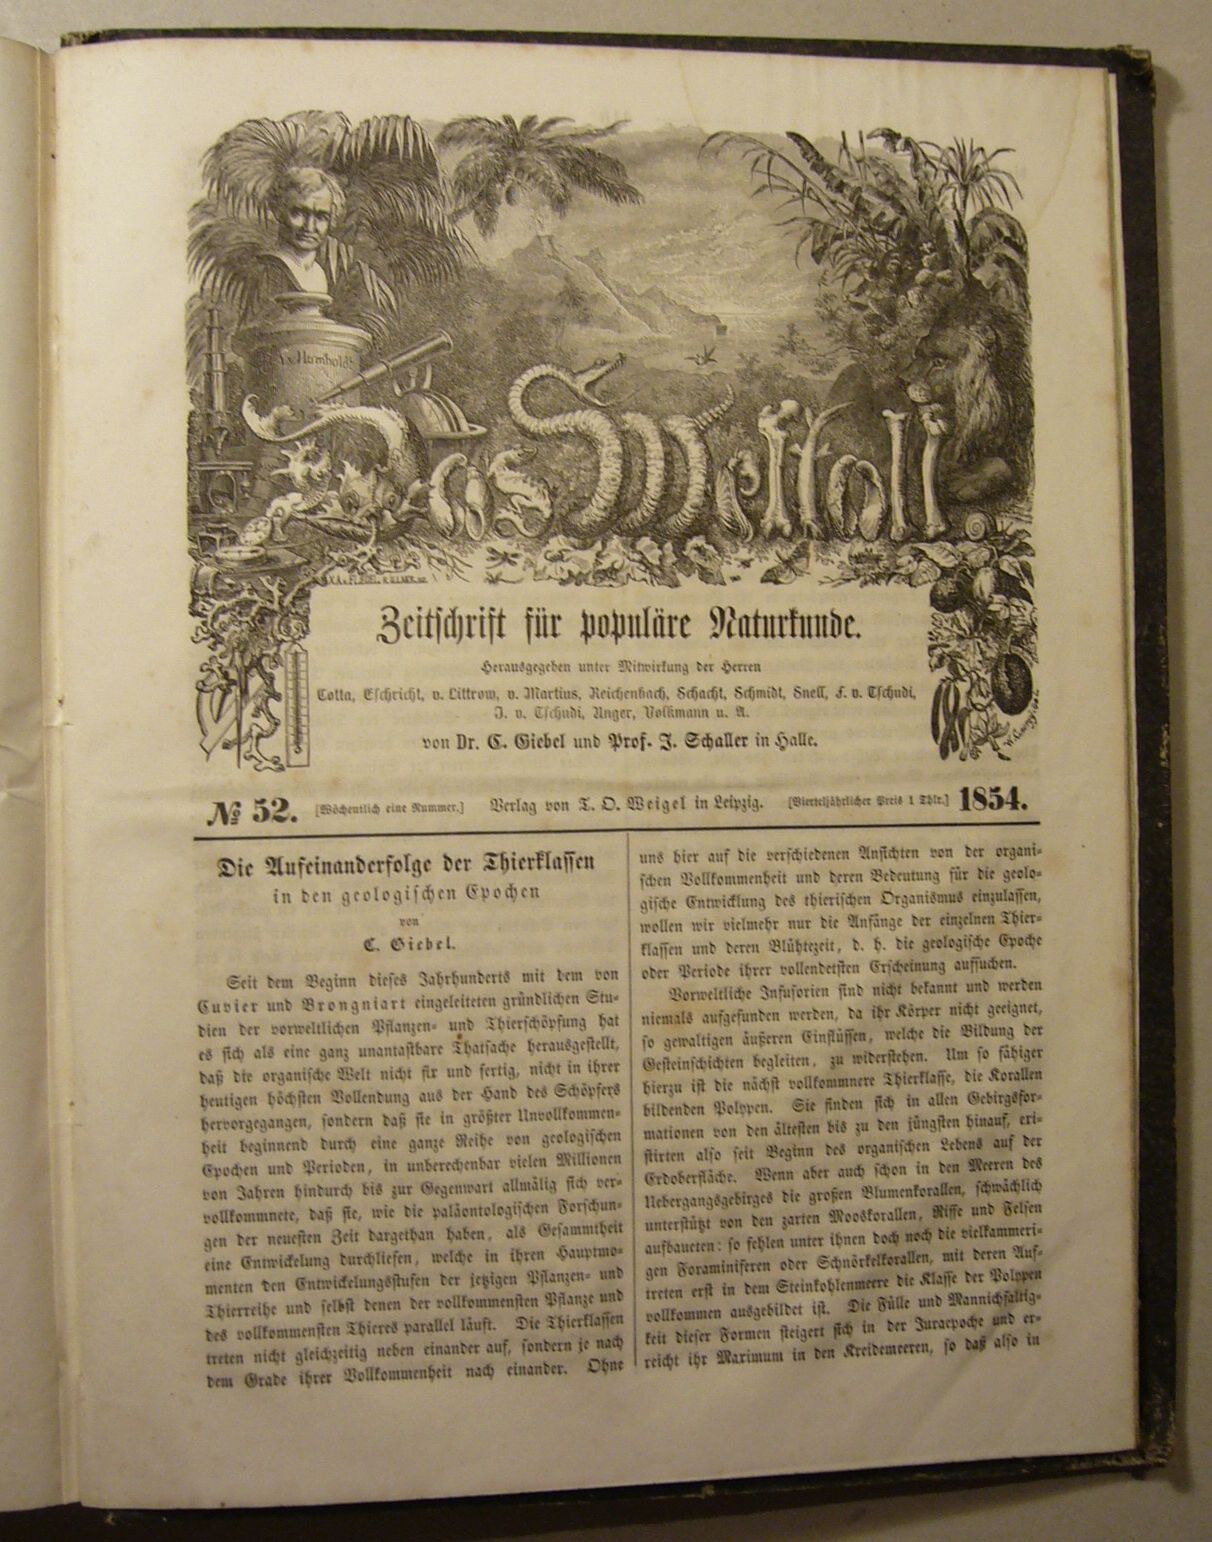 A. v. Humboldt
Das Weltall
Zeitschrift für populäre Naturkunde.
Herausgegeben unter Mitwirkung der Herren
Cotta, Eschricht, v. Littrow, v. Martius, Reichenbach, Schacht, Schmidt, Snell, F. v. Tschudi,
J. v. Tschudi, Unger, Volkmann u. A.
von Dr. C. Giebel und Prof. J. Schaller in Halle.
№ 52. [Wöchentlich eine Nummer.] Verlag von T. O. Weigel in Leipzig. [Vierteljährlicher Preis 1 Thlr.] 1854.
Die Aufeinanderfolge der Thierklassen
in den geologischen Epochen
von
C. Giebel.
Seit dem Beginn dieses Jahrhunderts mit dem von
Cuvier und Brongniart eingeleiteten gründlichen Stu-
dien der vorweltlichen Pflanzen- und Thierschöpfung hat
es sich als eine ganz unantastbare Thatsache herausgestellt,
daß die organische Welt nicht fix und fertig, nicht in ihrer
heutigen höchsten Vollendung aus der Hand des Schöpfers
hervorgegangen, sondern daß sie in größter Unvollkommen-
heit beginnend durch eine ganze Reihe von geologischen
Epochen und Perioden, in unberechenbar vielen Millionen
von Jahren hindurch bis zur Gegenwart allmälig sich ver-
vollkommnete, daß sie, wie die paläontologischen Forschun-
gen der neuesten Zeit dargethan haben, als Gesammtheit
eine Entwickelung durchliefen, welche in ihren Hauptmo-
menten den Entwickelungsstufen der jetzigen Pflanzen- und
Thierreihe und selbst denen der vollkommensten Pflanze und
des vollkommensten Thieres parallel läuft. Die Thierklassen
treten nicht gleichzeitig neben einander auf, sondern je nach
dem Grade ihrer Vollkommenheit nach einander. Ohne
uns hier auf die verschiedenen Ansichten von der organi-
schen Vollkommenheit und deren Bedeutung für die geolo-
gische Entwicklung des thierischen Organismus einzulassen,
wollen wir vielmehr nur die Anfänge der einzelnen Thier-
klassen und deren Blühtezeit, d. h. die geologische Epoche
oder Periode ihrer vollendetsten Erscheinung aufsuchen.
Vorweltliche Infusorien sind nicht bekannt und werden
niemals aufgefunden werden, da ihr Körper nicht geeignet,
so gewaltigen äußeren Einflüssen, welche die Bildung der
Gesteinschichten begleiten, zu widerstehen. Um so fähiger
hierzu ist die nächst vollkommnere Thierklasse, die Korallen
bildenden Polypen. Sie finden sich in allen Gebirgsfor-
mationen von den ältesten bis zu den jüngsten hinauf, exi-
stirten also seit Beginn des organischen Lebens auf der
Erdoberfläche. Wenn aber auch schon in den Meeren des
Uebergangsgebirges die großen Blumenkorallen, schwächlich
unterstützt von den zarten Mooskorallen, Riffe und Felsen
aufbaueten: so fehlen unter ihnen doch noch die vielkammeri-
gen Foraminiferen oder Schnörkelkorallen, mit deren Auf-
treten erst in dem Steinkohlenmeere die Klasse der Polypen
vollkommen ausgebildet ist. Die Fülle und Mannichfaltig-
keit dieser Formen steigert sich in der Juraepoche und er-
reicht ihr Maximum in den Kreidemeeren, so daß also in